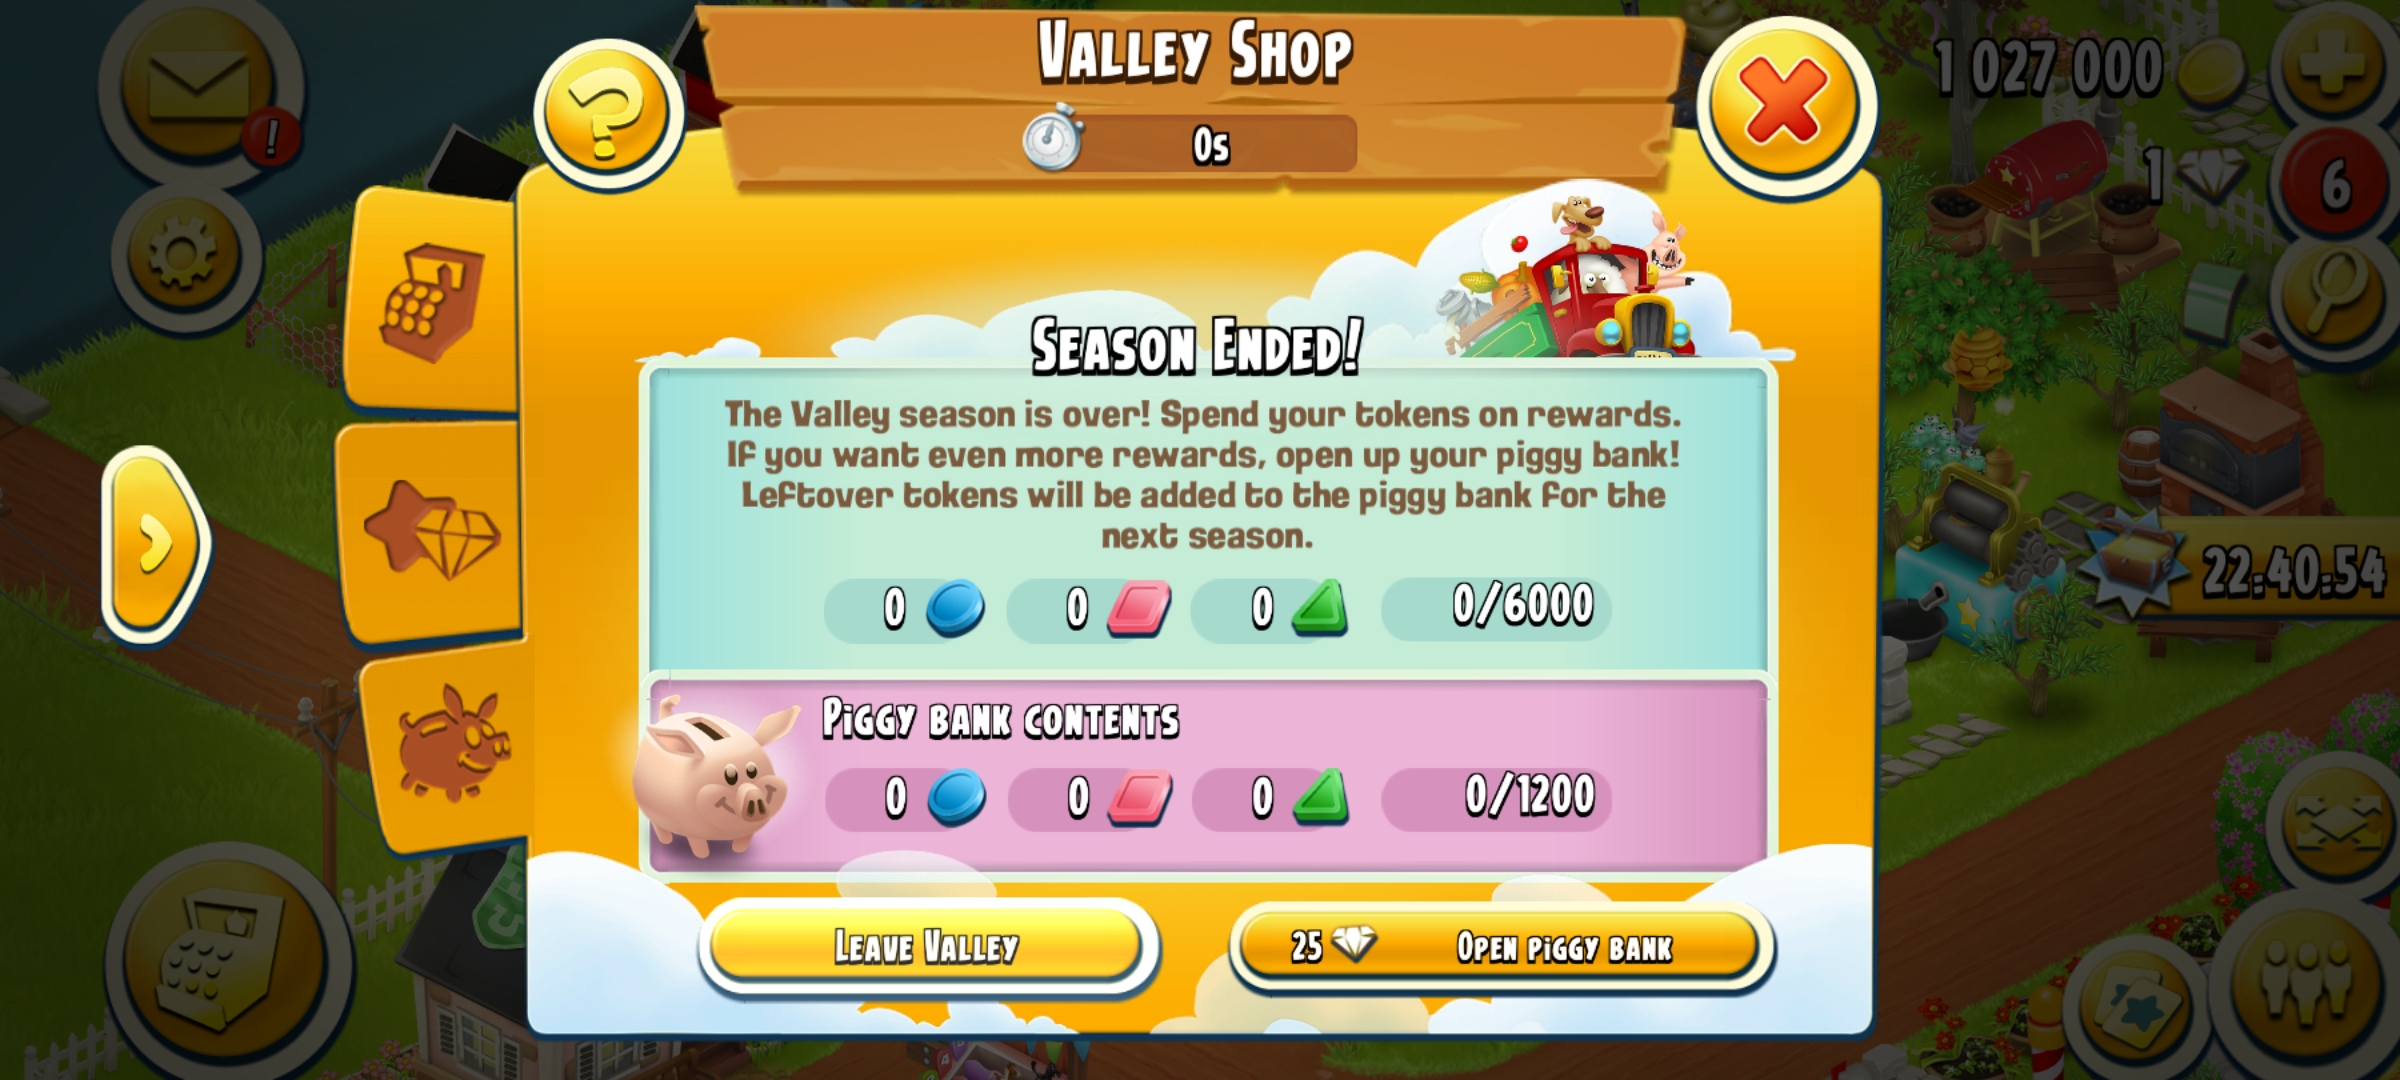 Valley Shop
0s
1 027 000
1
6
Season Ended!
The Valley season is over! Spend your tokens on rewards.
If you want even more rewards, open up your piggy bank!
Leftover tokens will be added to the piggy bank for the
next season.
0 0 0 0/6000
22:40:54
Piggy bank contents
0 0 0 0/1200
Leave Valley
25 Open piggy bank